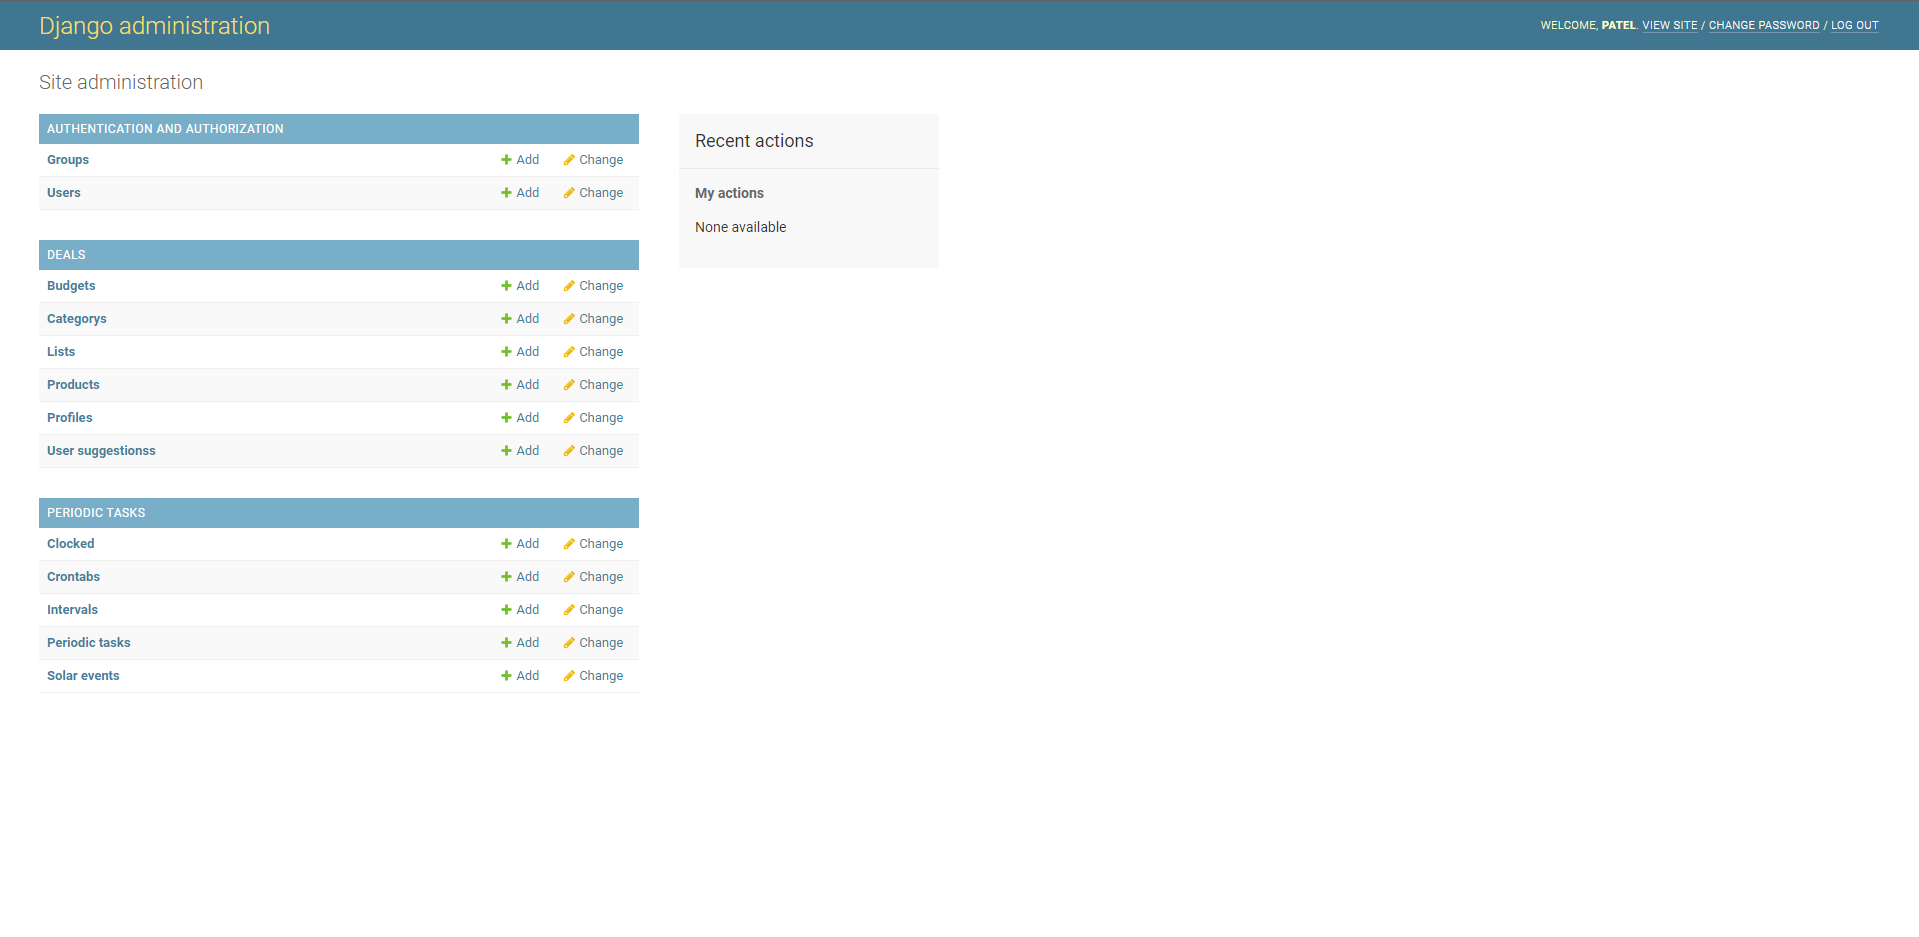 Django administration
WELCOME, PATEL. VIEW SITE / CHANGE PASSWORD / LOG OUT
Site administration
AUTHENTICATION AND AUTHORIZATION
Groups Add Change
Users Add Change
DEALS
Budgets Add Change
Categorys Add Change
Lists Add Change
Products Add Change
Profiles Add Change
User suggestionss Add Change
PERIODIC TASKS
Clocked Add Change
Crontabs Add Change
Intervals Add Change
Periodic tasks Add Change
Solar events Add Change
Recent actions
My actions
None available